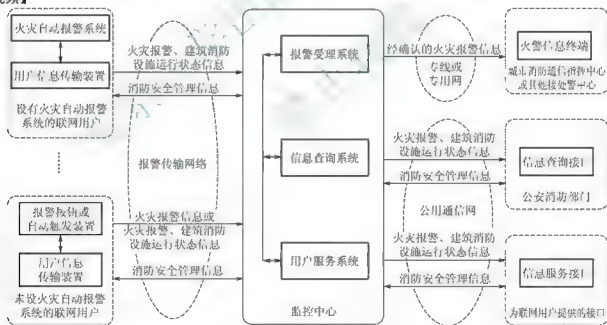 火灾自动报警系统
用户信息传输装置
设有火灾自动报警
系统的联网用户
报警按钮或
自动触发装置
用户信息
传输装置
未设火灾自动报警
系统的联网用户
火灾报警、建筑消防
设施运行状态信息
消防安全管理信息
报警传输网络
火灾报警信息或
火灾报警、建筑消防
设施运行状态信息
消防安全管理信息
报警受理系统
信息查询系统
用户服务系统
监控中心
经确认的火灾报警信息
专线或
专用网
火灾报警、建筑消防
设施运行状态信息
消防安全管理信息
公用通信网
火灾报警、建筑消防
设施运行状态信息
消防安全管理信息
火警信息终端
城市消防通信指挥中心
或其他接处警中心
信息查询接口
公安消防部门
信息服务接口
为联网用户提供的接口